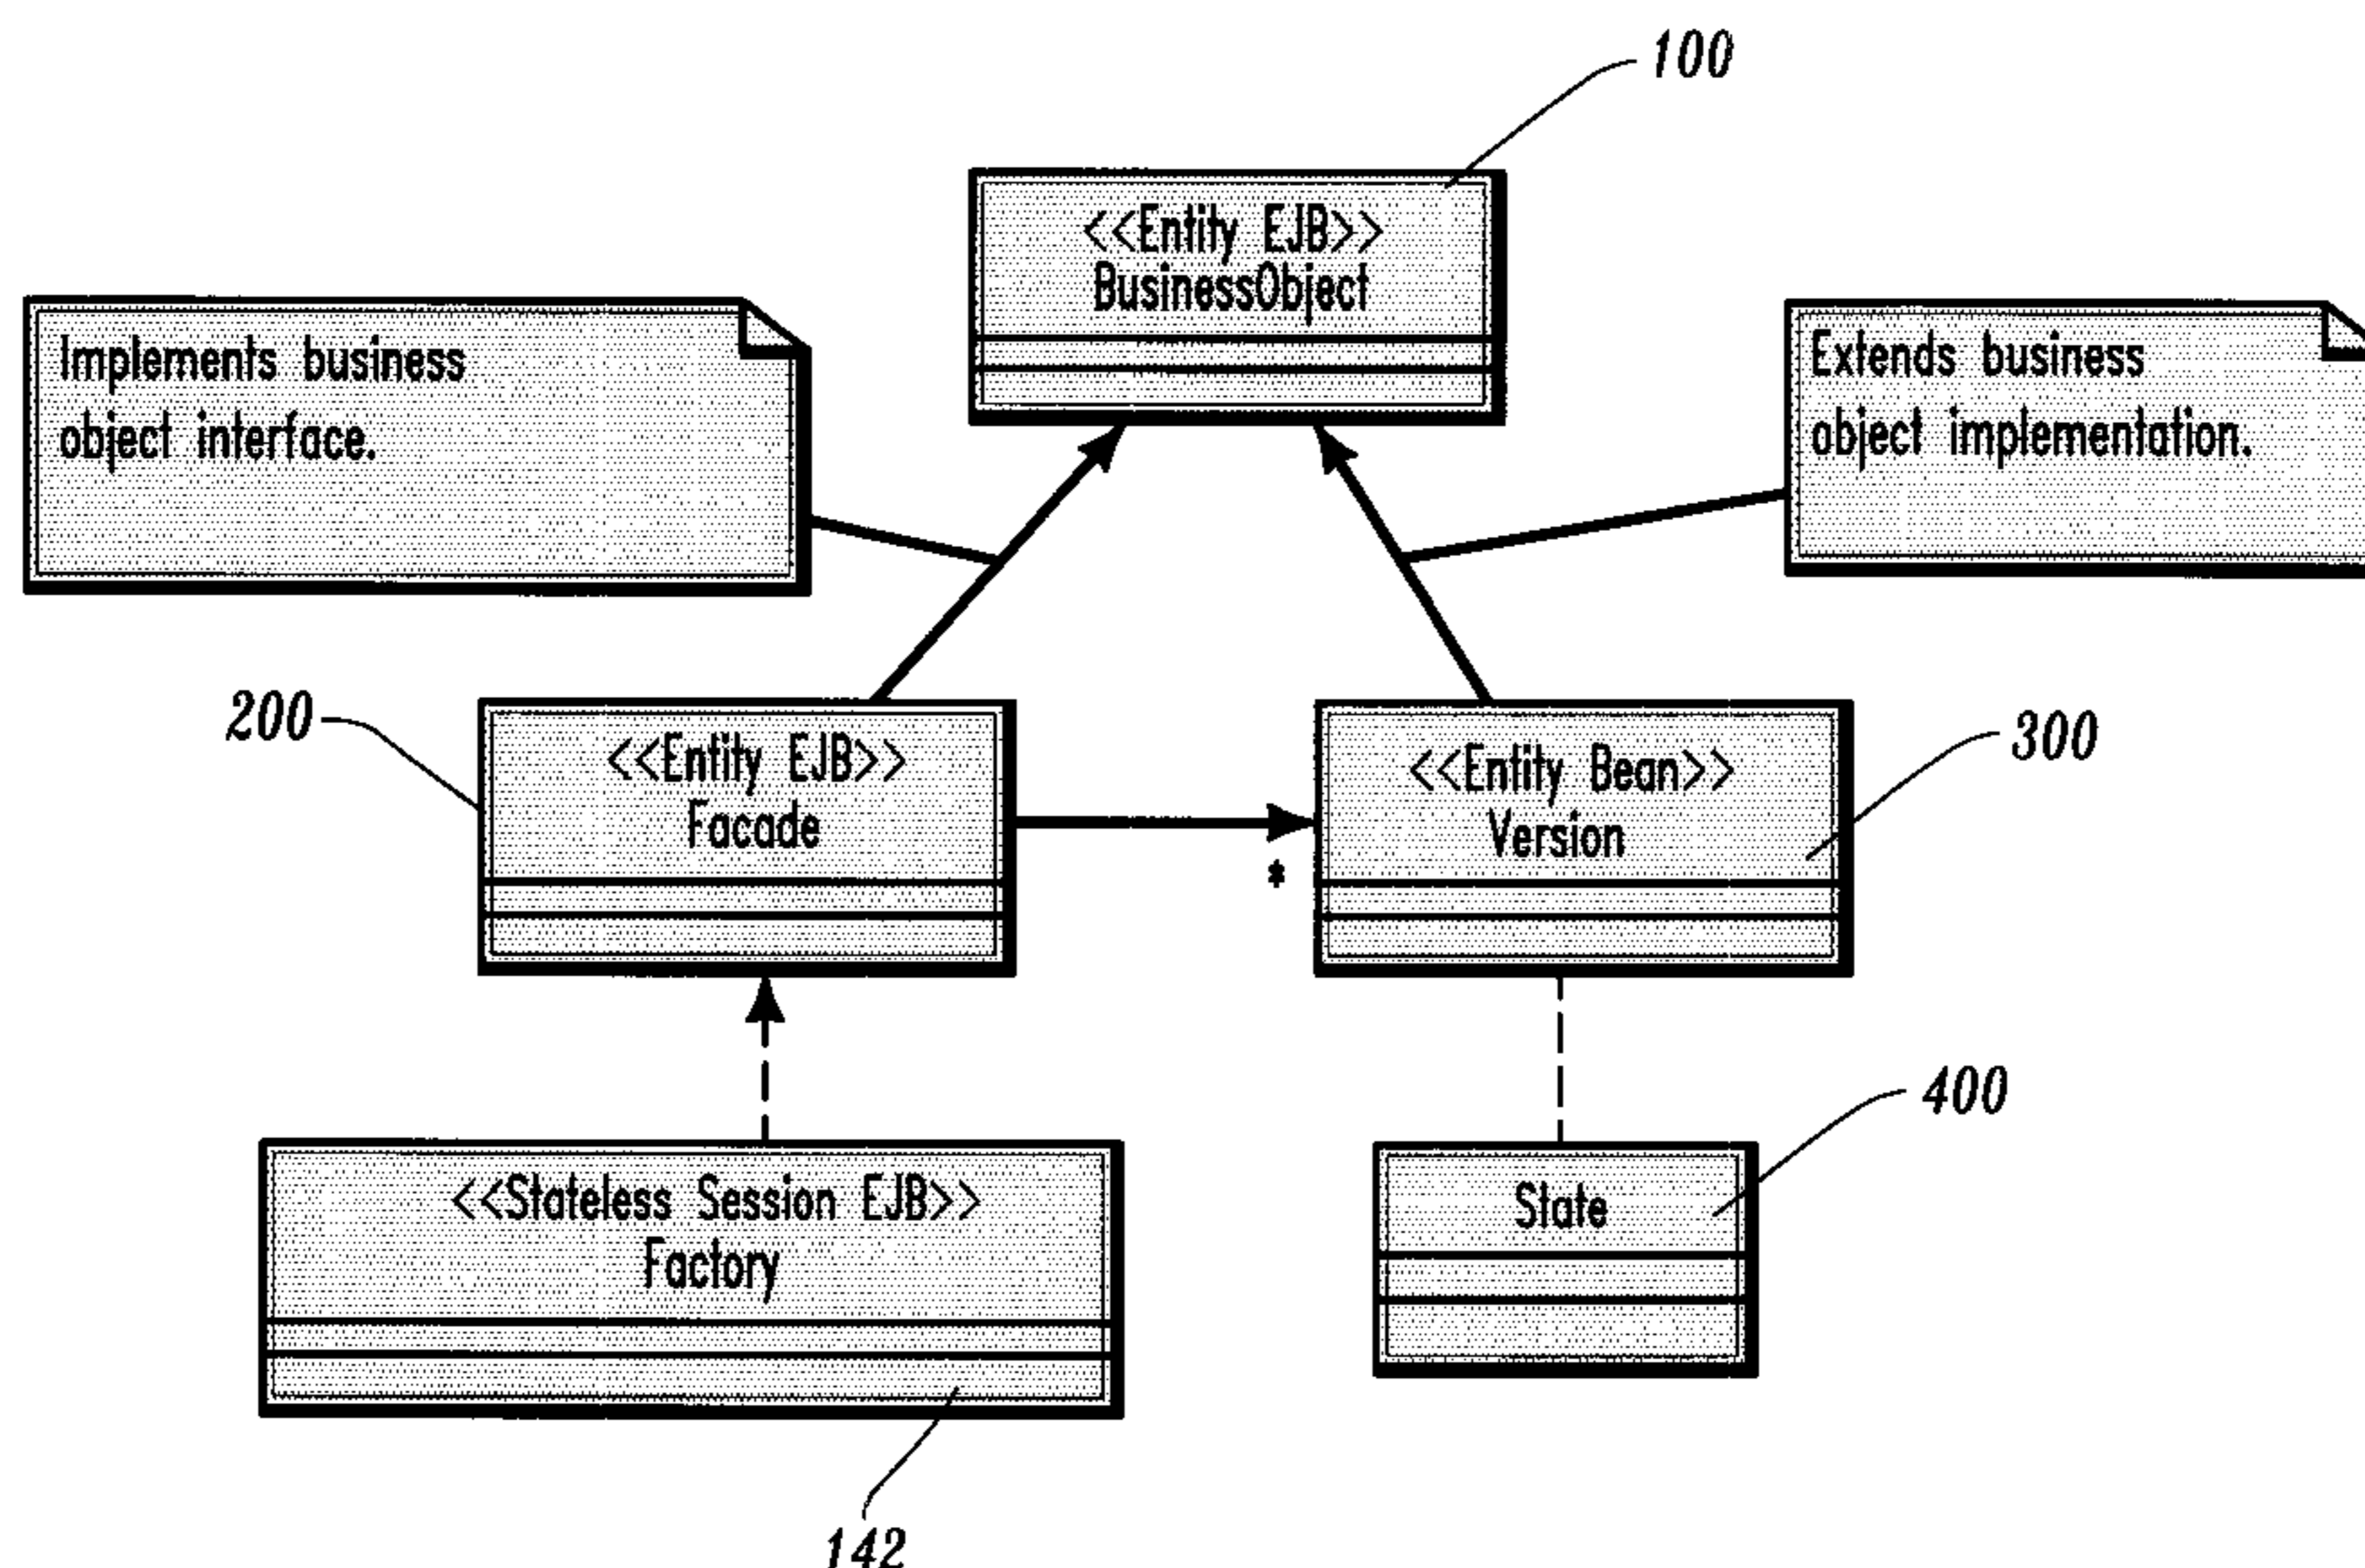 100
<<Entity EJB>>
BusinessObject
Implements business
object interface.
Extends business
object implementation.
200
<<Entity EJB>>
Facade
<<Entity Bean>>
Version
300
*
400
<<Stateless Session EJB>>
Factory
State
142